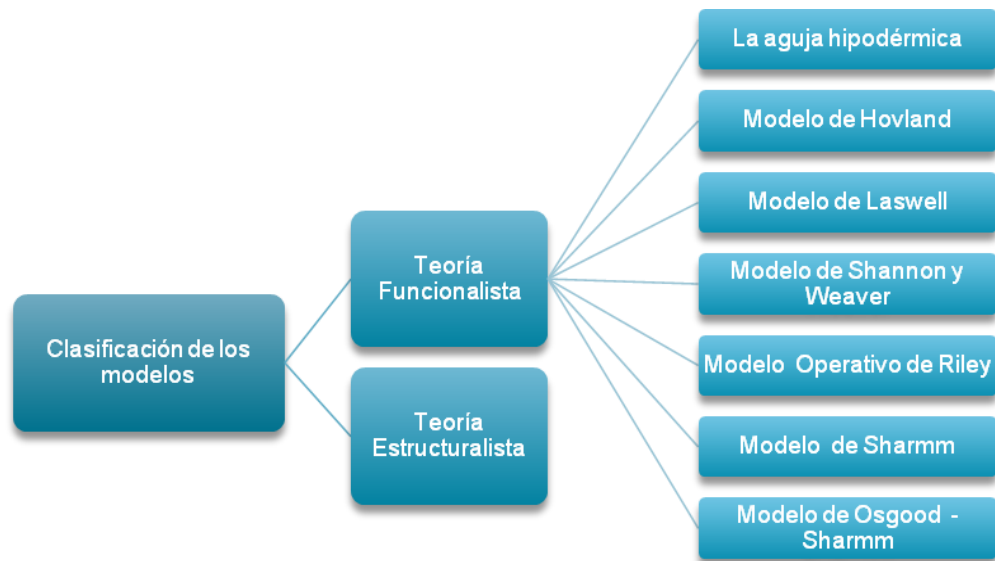 Clasificación de los
modelos
Teoría
Funcionalista
Teoría
Estructuralista
La aguja hipodérmica
Modelo de Hovland
Modelo de Laswell
Modelo de Shannon y
Weaver
Modelo Operativo de Riley
Modelo de Sharmm
Modelo de Osgood -
Sharmm